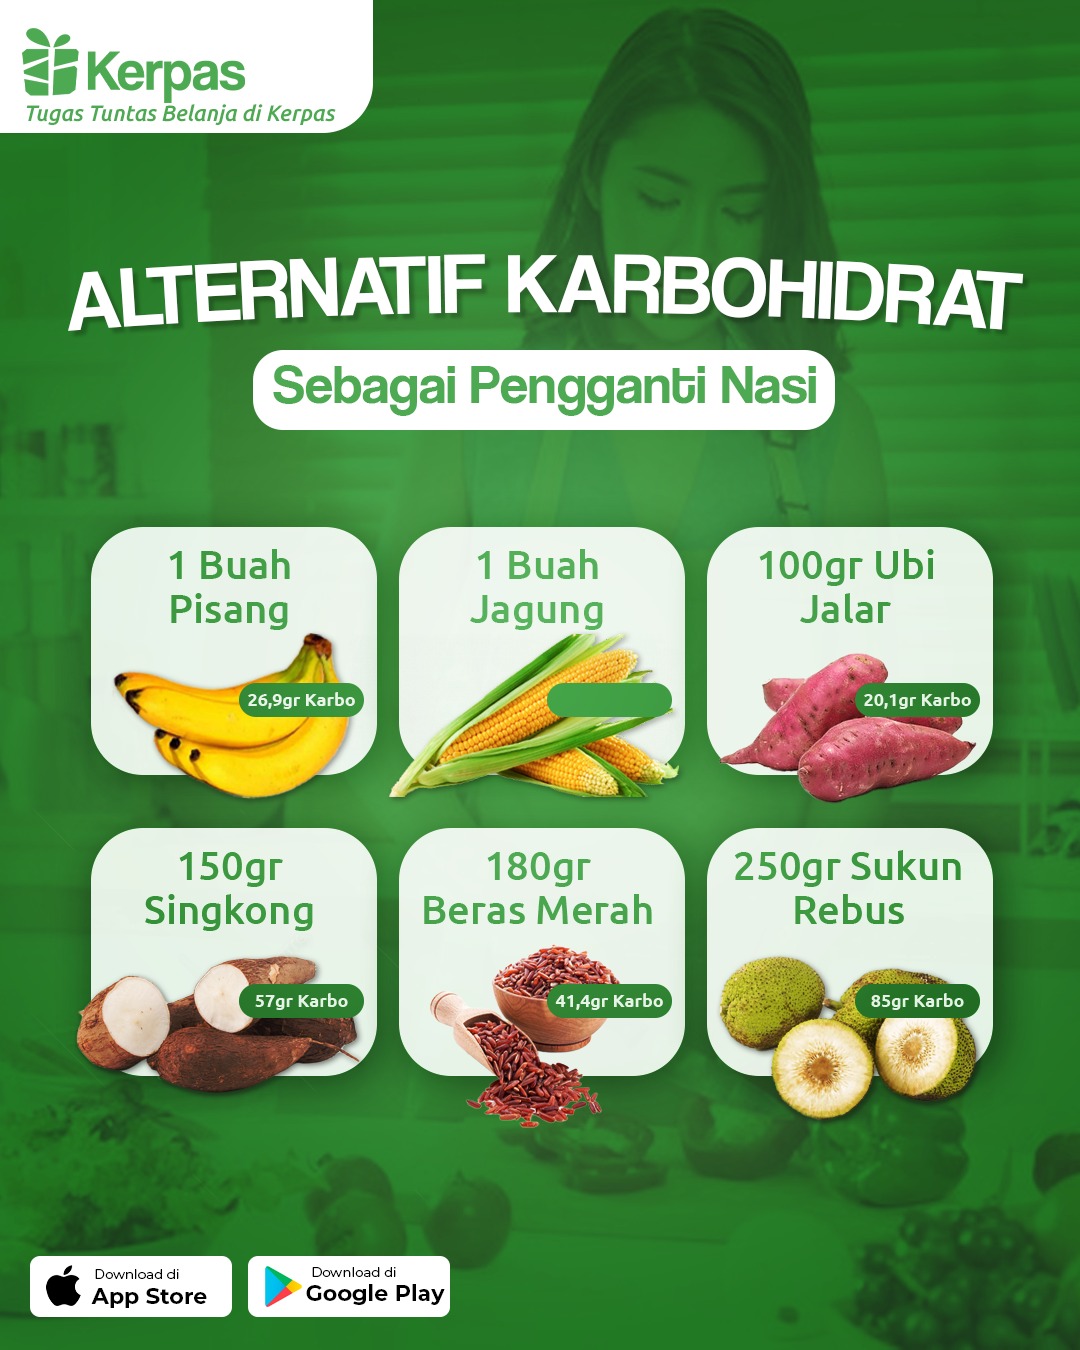 Kerpas
Tugas Tuntas Belanja di Kerpas
ALTERNATIF KARBOHIDRAT
Sebagai Pengganti Nasi
1 Buah
Pisang
26,9gr Karbo
1 Buah
Jagung
100gr Ubi
Jalar
20,1gr Karbo
150gr
Singkong
57gr Karbo
180gr
Beras Merah
41,4gr Karbo
250gr Sukun
Rebus
85gr Karbo
Download di
App Store
Download di
Google Play